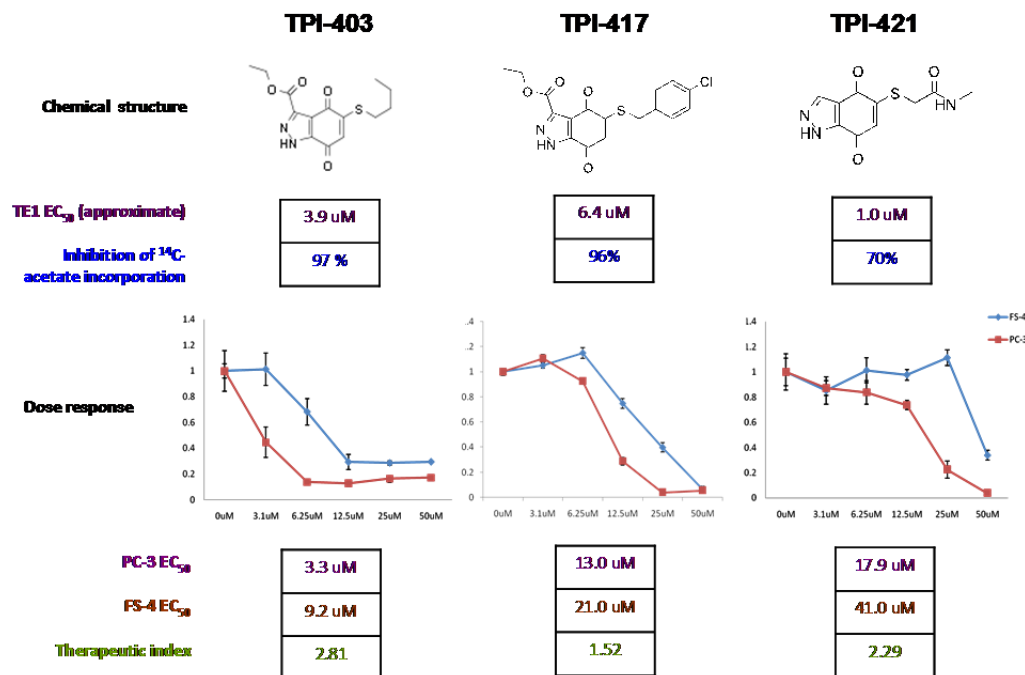 TPI-403 TPI-417 TPI-421
Chemical structure
O O O S N HN O
O O O S Cl N HN O
O S O N H N HN O
TE1 EC50 (approximate) 3.9 uM 6.4 uM 1.0 uM
Inhibition of 14C-
acetate incorporation 97 % 96% 70%
Dose response
1.4 1.2 1 0.8 0.6 0.4 0.2 0
0uM 3.1uM 6.25uM 12.5uM 25uM 50uM
1.4 1.2 1 0.8 0.6 0.4 0.2 0
0uM 3.1uM 6.25uM 12.5uM 25uM 50uM
1.4 1.2 1 0.8 0.6 0.4 0.2 0
0uM 3.1uM 6.25uM 12.5uM 25uM 50uM
FS-4
PC-3
PC-3 EC50 3.3 uM 13.0 uM 17.9 uM
FS-4 EC50 9.2 uM 21.0 uM 41.0 uM
Therapeutic index 2.81 1.52 2.29